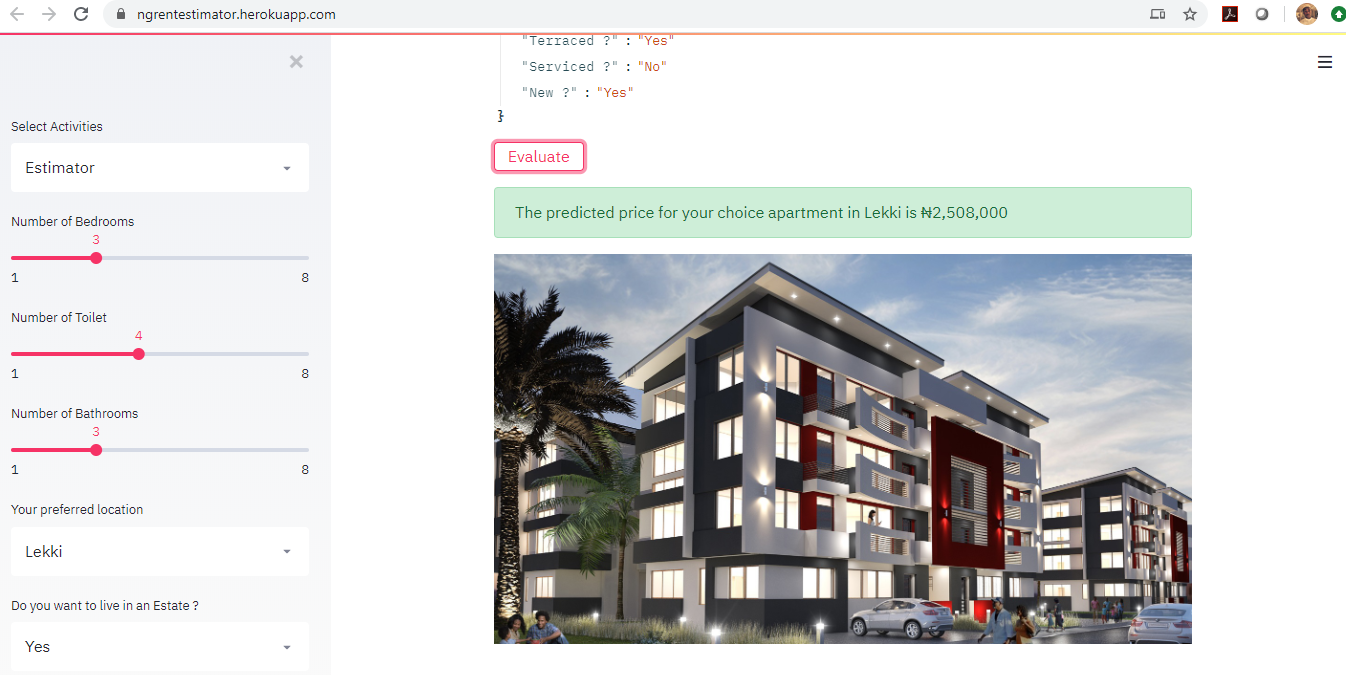 ngrentestimator.herokuapp.com
Select Activities
Estimator
Number of Bedrooms
3
1 8
Number of Toilet
4
1 8
Number of Bathrooms
3
1 8
Your preferred location
Lekki
Do you want to live in an Estate ?
Yes
"Terraced ?" : "Yes"
"Serviced ?" : "No"
"New ?" : "Yes"
}
Evaluate
The predicted price for your choice apartment in Lekki is ₦2,508,000